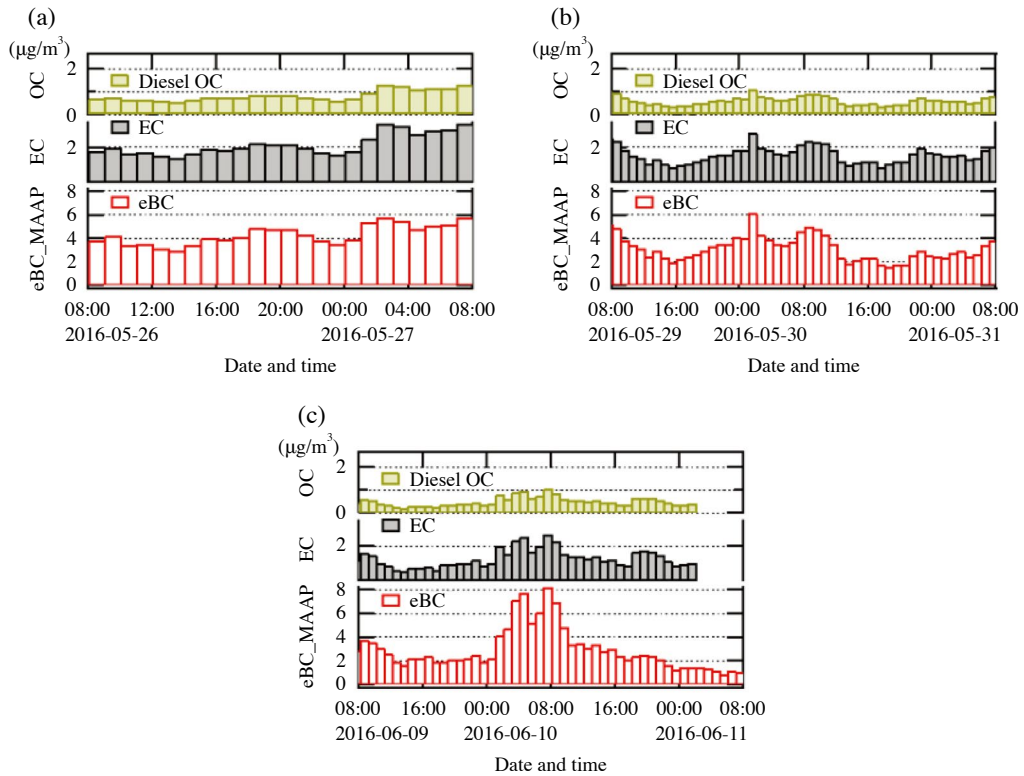 (a)
(μg/m³)
OC
2
0
Diesel OC
EC
2
EC
eBC_MAAP
8
6
4
2
0
eBC
08:00 12:00 16:00 20:00 00:00 04:00 08:00
2016-05-26 2016-05-27
Date and time
(b)
(μg/m³)
OC
2
0
Diesel OC
EC
2
EC
eBC_MAAP
8
6
4
2
0
eBC
08:00 16:00 00:00 08:00 16:00 00:00 08:00
2016-05-29 2016-05-30 2016-05-31
Date and time
(c)
(μg/m³)
OC
2
0
Diesel OC
EC
2
EC
eBC_MAAP
8
6
4
2
0
eBC
08:00 16:00 00:00 08:00 16:00 00:00 08:00
2016-06-09 2016-06-10 2016-06-11
Date and time